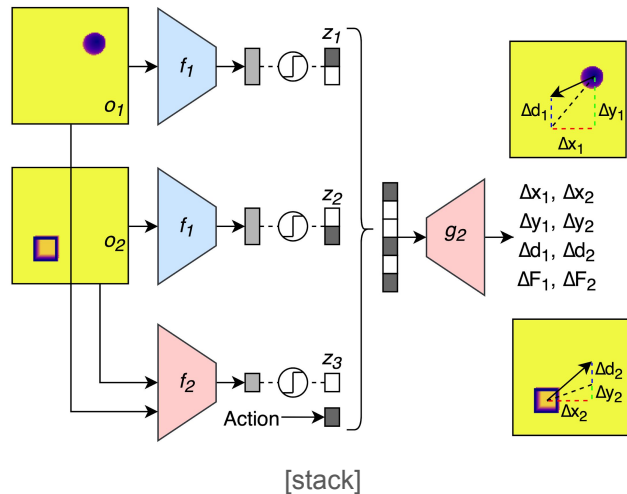 o₁
f₁
z₁
o₂
f₁
z₂
f₂
z₃
Action
g₂
Δd₁
Δy₁
Δx₁
Δx₁, Δx₂
Δy₁, Δy₂
Δd₁, Δd₂
ΔF₁, ΔF₂
Δd₂
Δy₂
Δx₂
[stack]